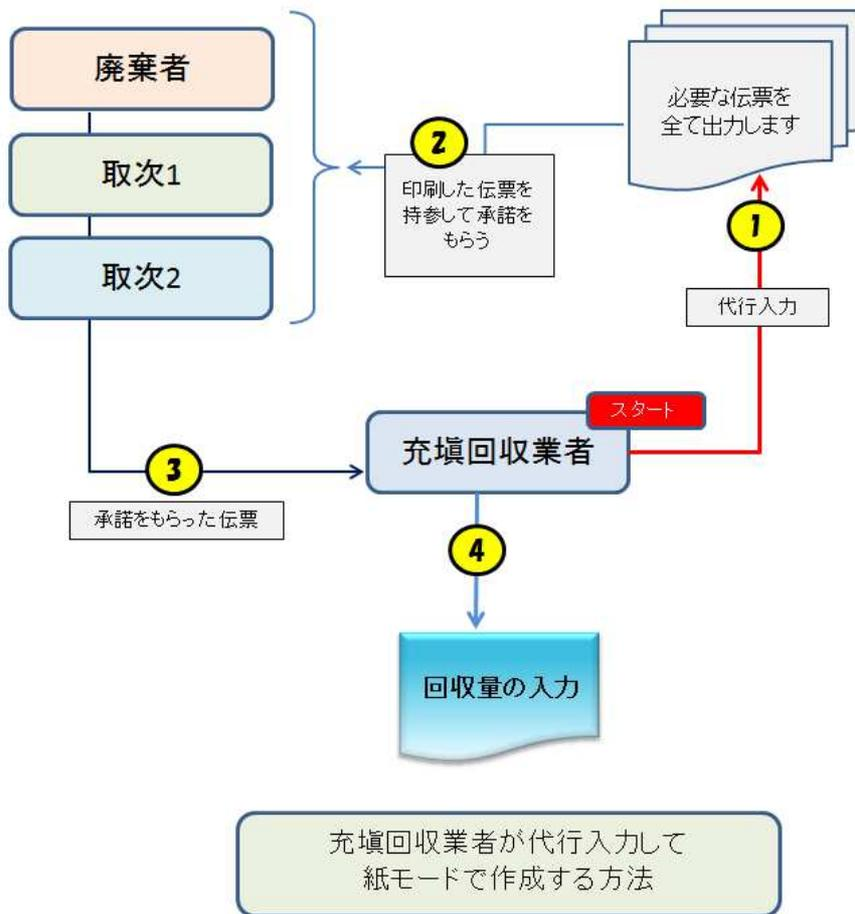 廃棄者
取次1
取次2
必要な伝票を
全て出力します
2
印刷した伝票を
持参して承諾を
もらう
1
代行入力
スタート
充塡回収業者
3
承諾をもらった伝票
4
回収量の入力
充塡回収業者が代行入力して
紙モードで作成する方法